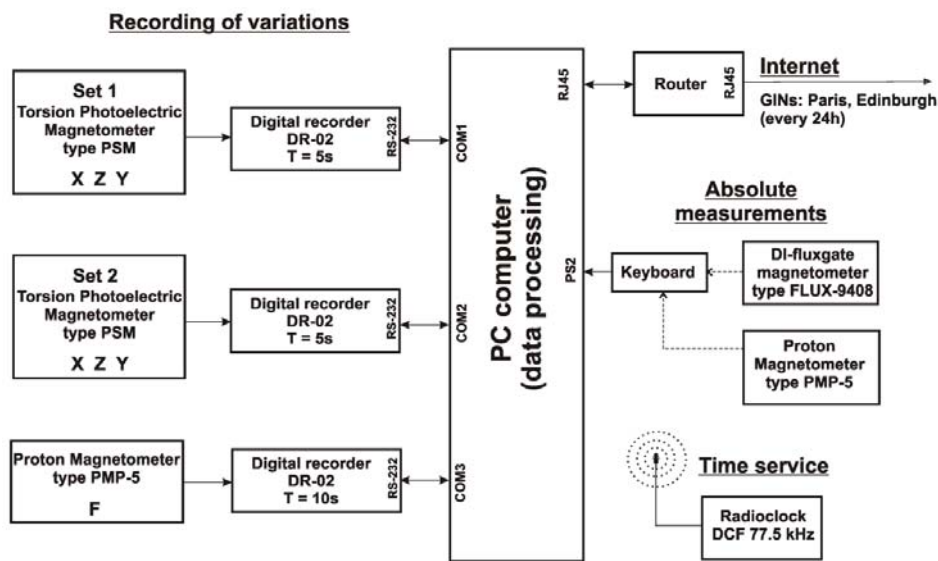 Recording of variations
Set 1
Torsion Photoelectric
Magnetometer
type PSM
X Z Y
Digital recorder
DR-02
T = 5s
RS-232
COM1
Set 2
Torsion Photoelectric
Magnetometer
type PSM
X Z Y
Digital recorder
DR-02
T = 5s
RS-232
COM2
Proton Magnetometer
type PMP-5
F
Digital recorder
DR-02
T = 10s
RS-232
COM3
PC computer
(data processing)
RJ45
Router
RJ45
Internet
GINs: Paris, Edinburgh
(every 24h)
Absolute
measurements
PS2
Keyboard
DI-fluxgate
magnetometer
type FLUX-9408
Proton
Magnetometer
type PMP-5
Time service
Radioclock
DCF 77.5 kHz